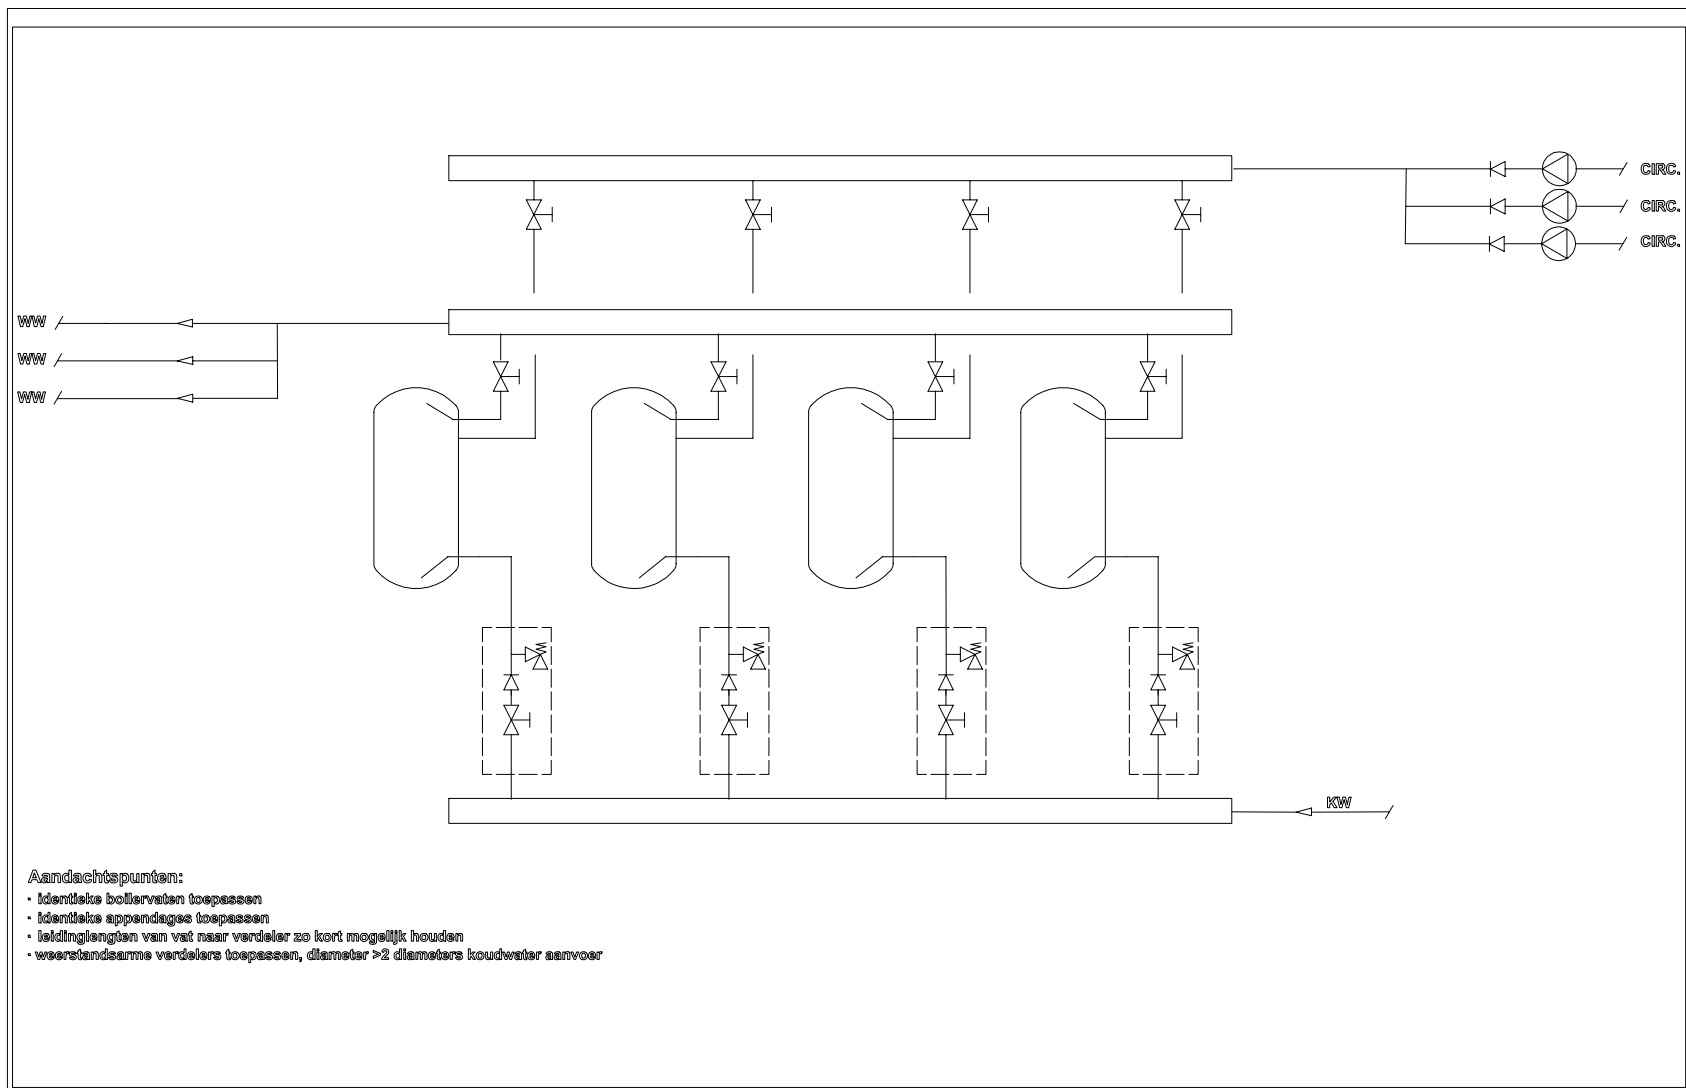 CIRC.
CIRC.
CIRC.
WW
WW
WW
KW
Aandachtspunten:
· identieke boilervaten toepassen
· identieke appendages toepassen
· leidinglengten van vat naar verdeler zo kort mogelijk houden
· weerstandsarme verdelers toepassen, diameter >2 diameters koudwater aanvoer